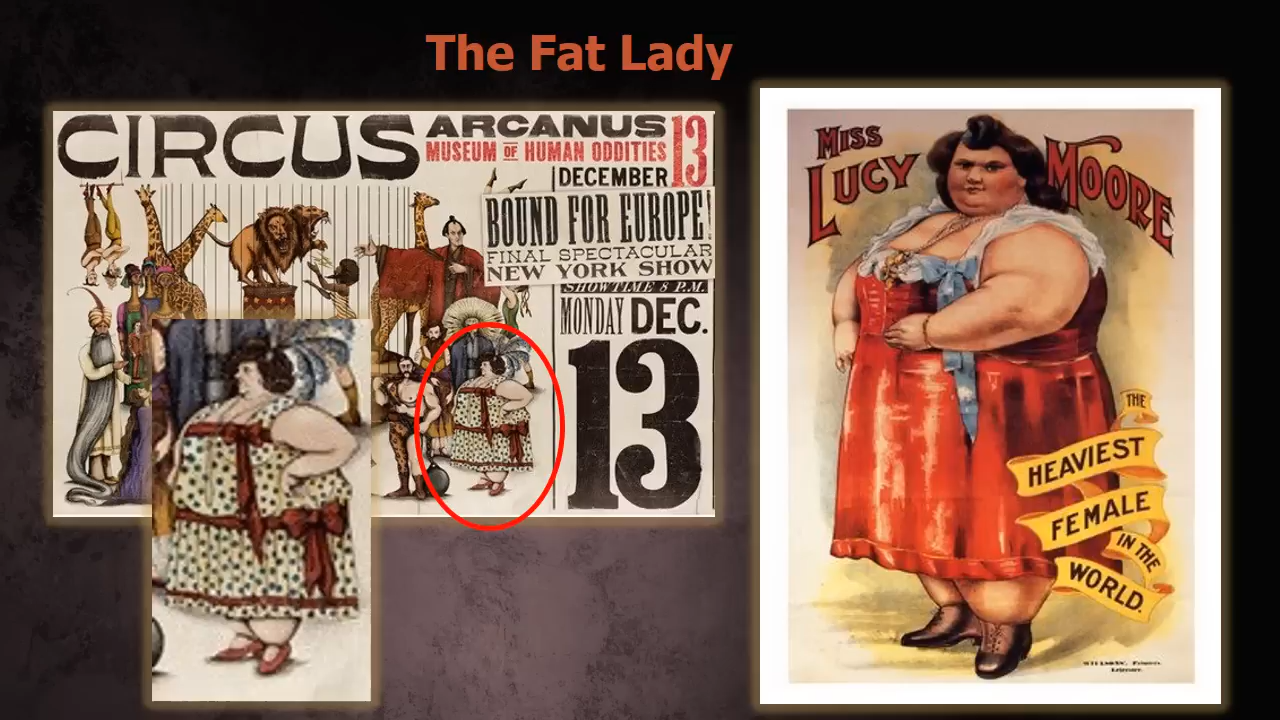 The Fat Lady
CIRCUS
ARCANUS
MUSEUM OF HUMAN ODDITIES
13
DECEMBER
BOUND FOR EUROPE!
FINAL SPECTACULAR
NEW YORK SHOW
SHOWTIME 8 P.M.
MONDAY DEC.
13
MISS
LUCY MOORE
THE
HEAVIEST
FEMALE
IN THE
WORLD.